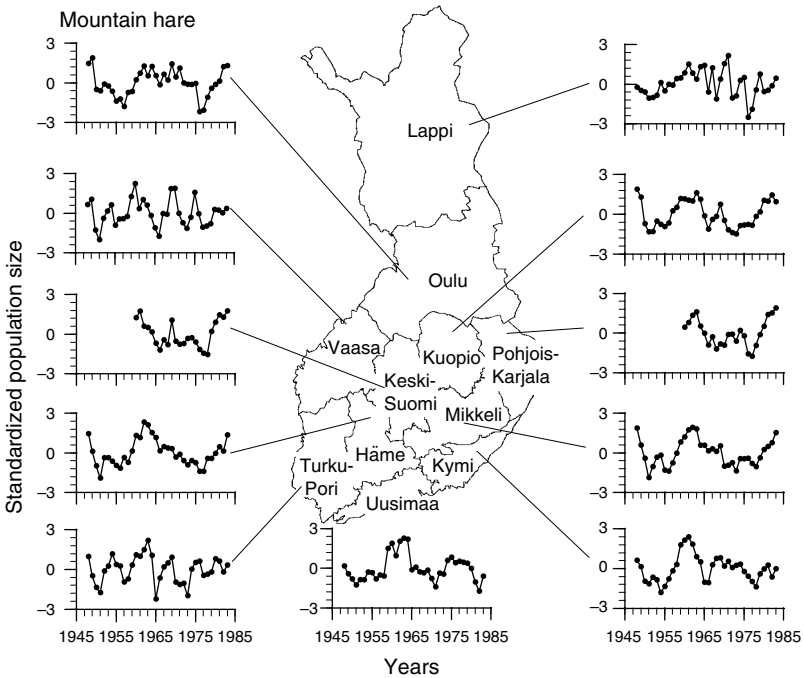 Mountain hare
3
−3
3
−3
Lappi
3
0
−3
3
0
−3
Oulu
3
0
−3
3
0
−3
Vaasa
Kuopio
Pohjois-
Karjala
Keski-
Suomi
Mikkeli
3
0
−3
3
0
−3
Häme
Kymi
Turku-
Pori
Uusimaa
3
0
−3
3
0
−3
3
0
−3
1945 1955 1965 1975 1985
1945 1955 1965 1975 1985
1945 1955 1965 1975 1985
Standardized population size
Years